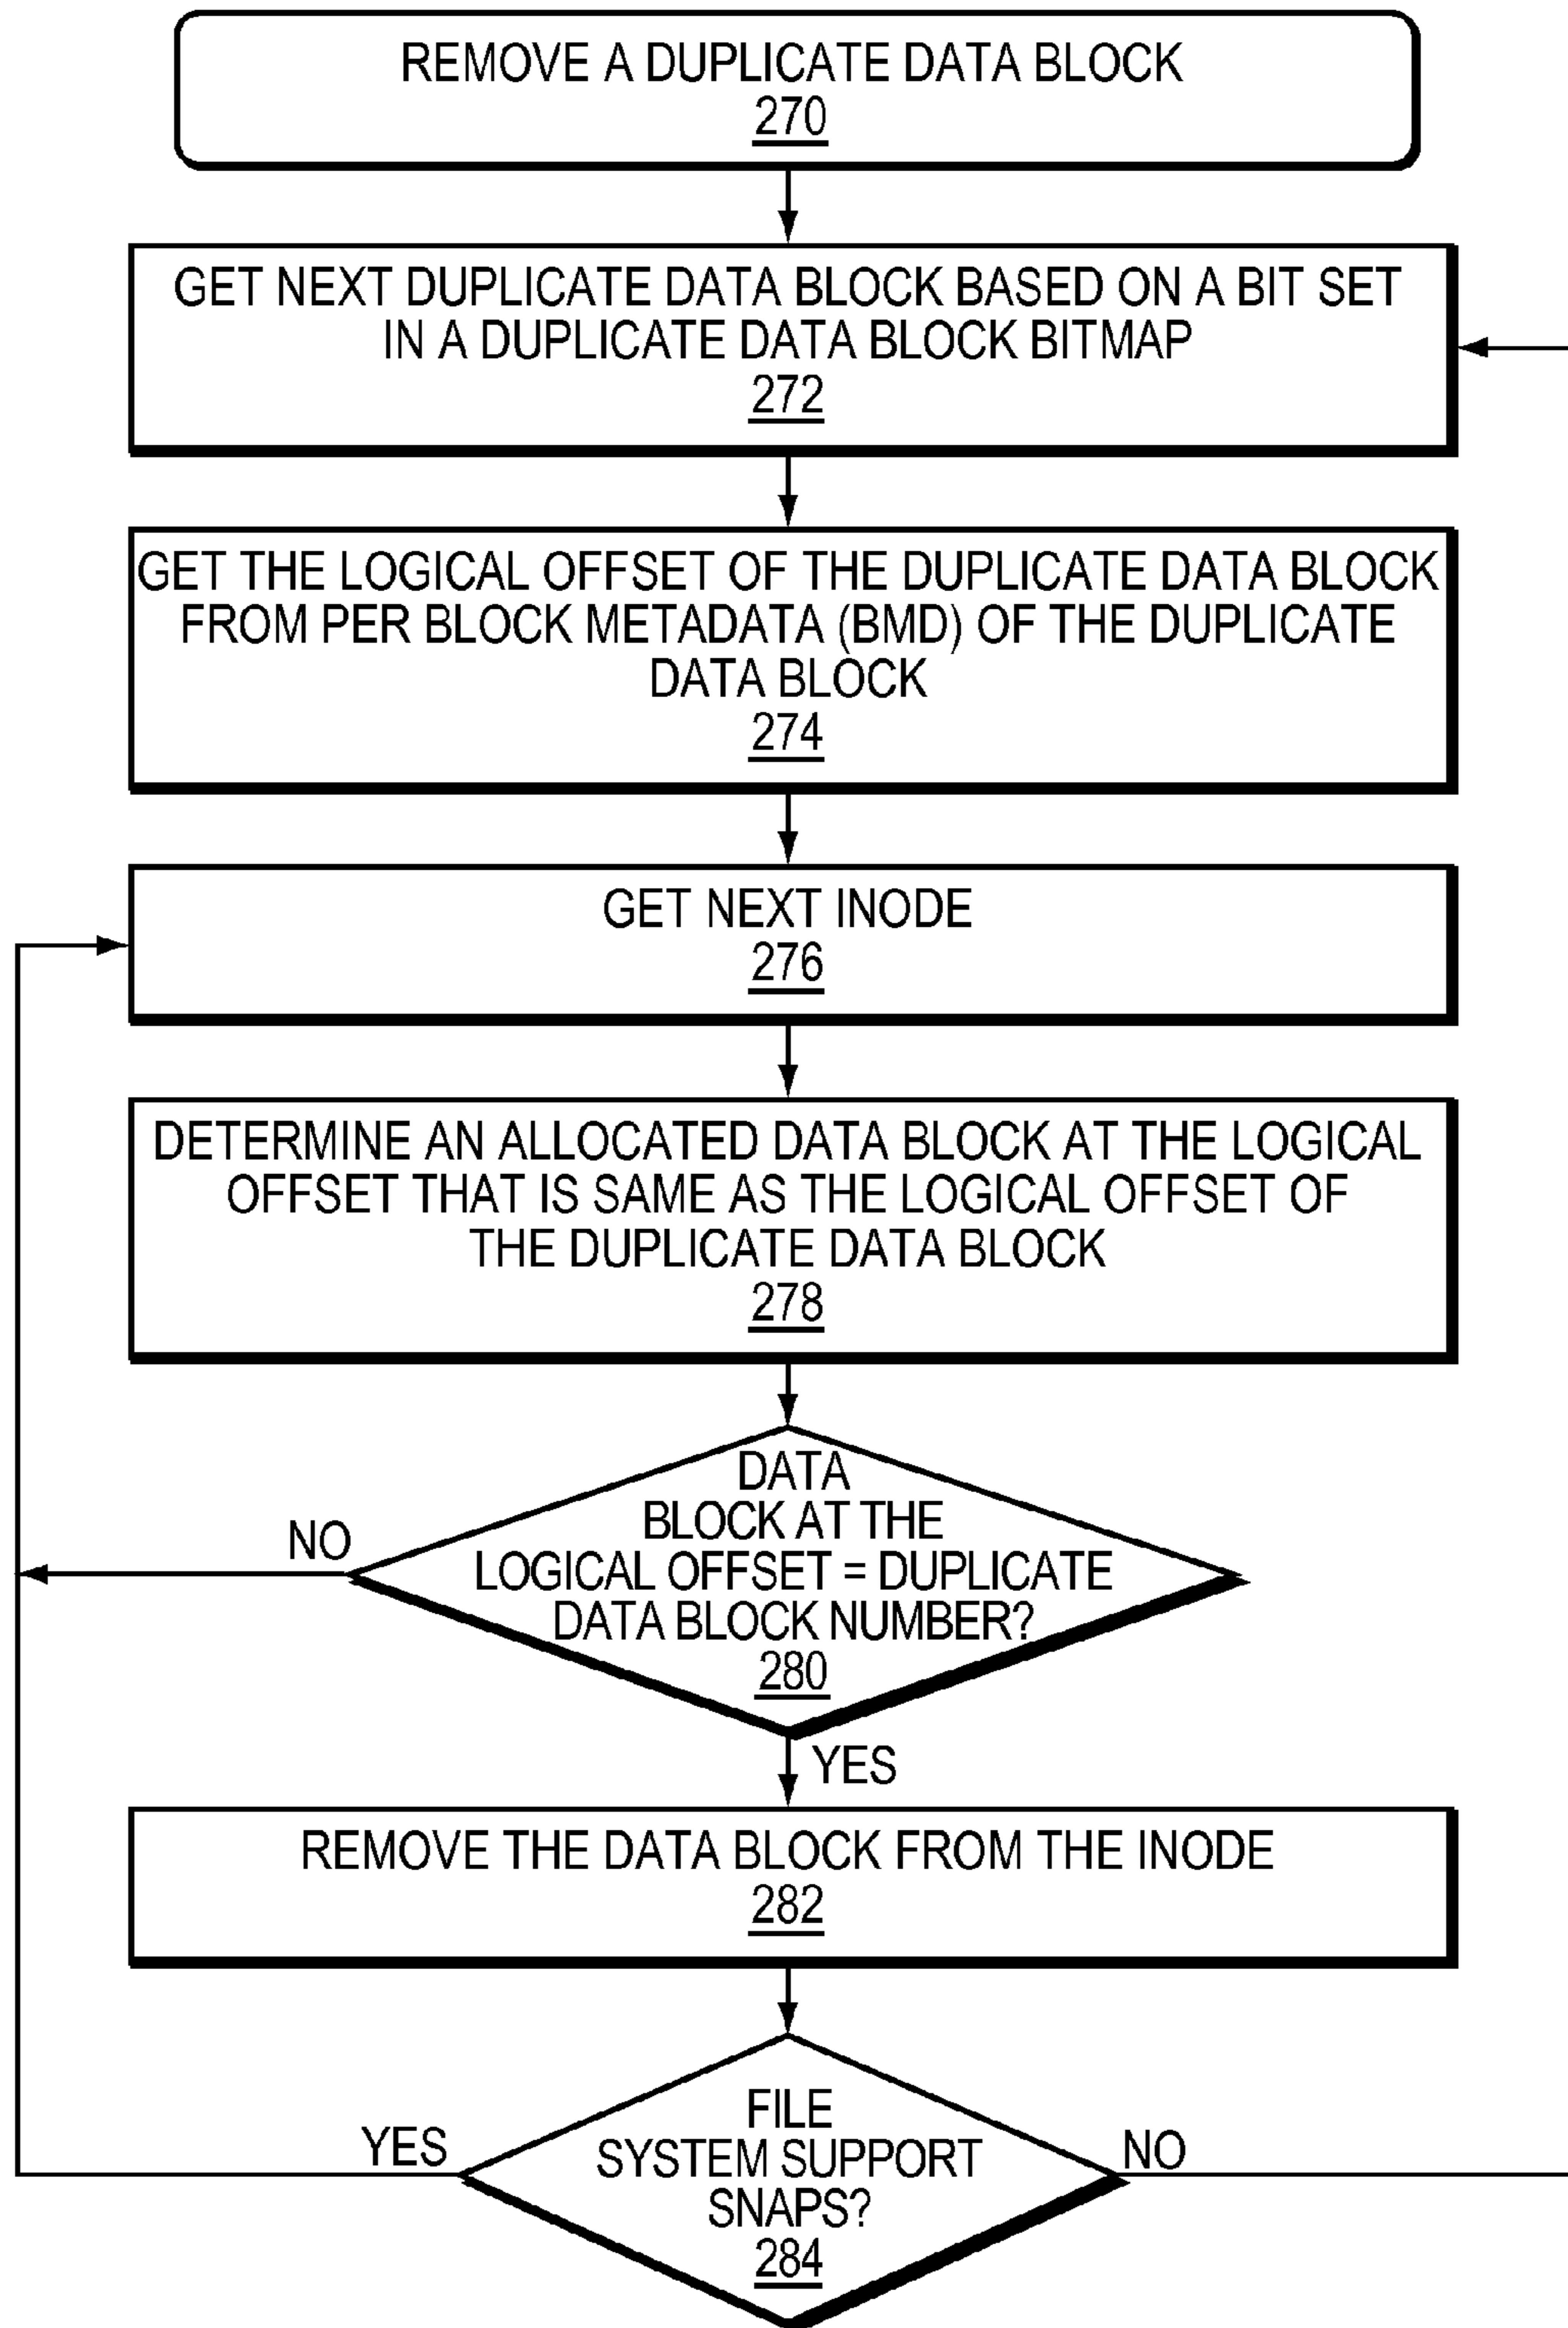 REMOVE A DUPLICATE DATA BLOCK
270
GET NEXT DUPLICATE DATA BLOCK BASED ON A BIT SET
IN A DUPLICATE DATA BLOCK BITMAP
272
GET THE LOGICAL OFFSET OF THE DUPLICATE DATA BLOCK
FROM PER BLOCK METADATA (BMD) OF THE DUPLICATE
DATA BLOCK
274
GET NEXT INODE
276
DETERMINE AN ALLOCATED DATA BLOCK AT THE LOGICAL
OFFSET THAT IS SAME AS THE LOGICAL OFFSET OF
THE DUPLICATE DATA BLOCK
278
DATA
BLOCK AT THE
LOGICAL OFFSET = DUPLICATE
DATA BLOCK NUMBER?
280
NO
YES
REMOVE THE DATA BLOCK FROM THE INODE
282
FILE
SYSTEM SUPPORT
SNAPS?
284
YES
NO